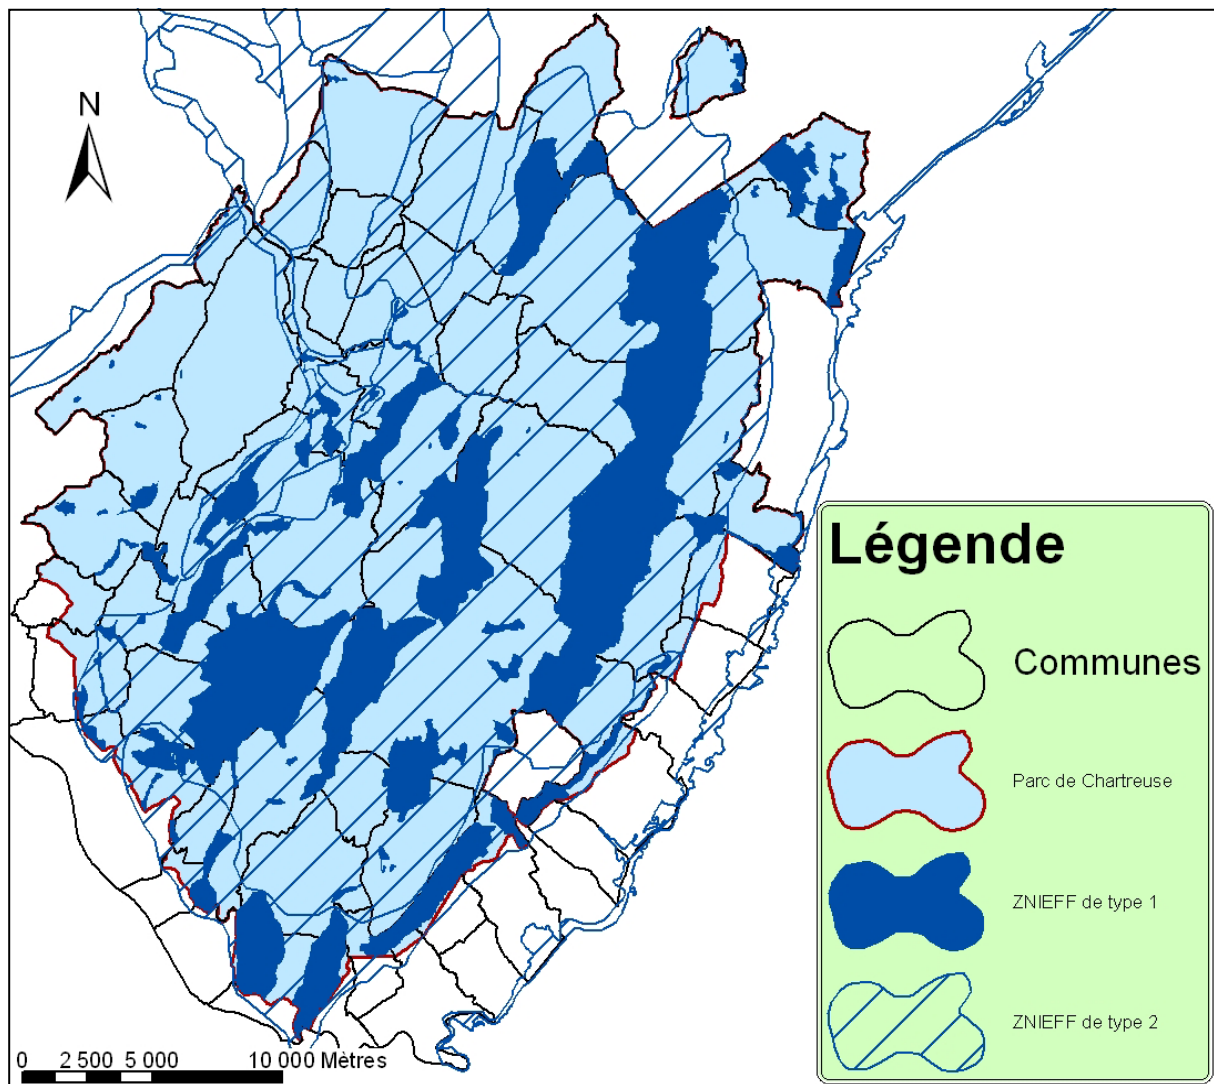 N
Légende
Communes
Parc de Chartreuse
ZNIEFF de type 1
ZNIEFF de type 2
0 2 500 5 000 10 000 Mètres